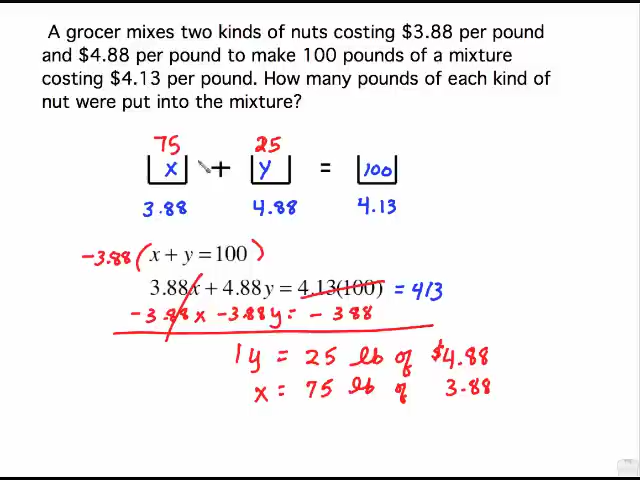 A grocer mixes two kinds of nuts costing $3.88 per pound
and $4.88 per pound to make 100 pounds of a mixture
costing $4.13 per pound. How many pounds of each kind of
nut were put into the mixture?
75 25
x + y = 100
3.88 4.88 4.13
-3.88 ( x + y = 100 )
3.88x + 4.88y = 4.13(100) = 413
-3.88x -3.88y = -388
1y = 25 lb of $4.88
x = 75 lb of 3.88